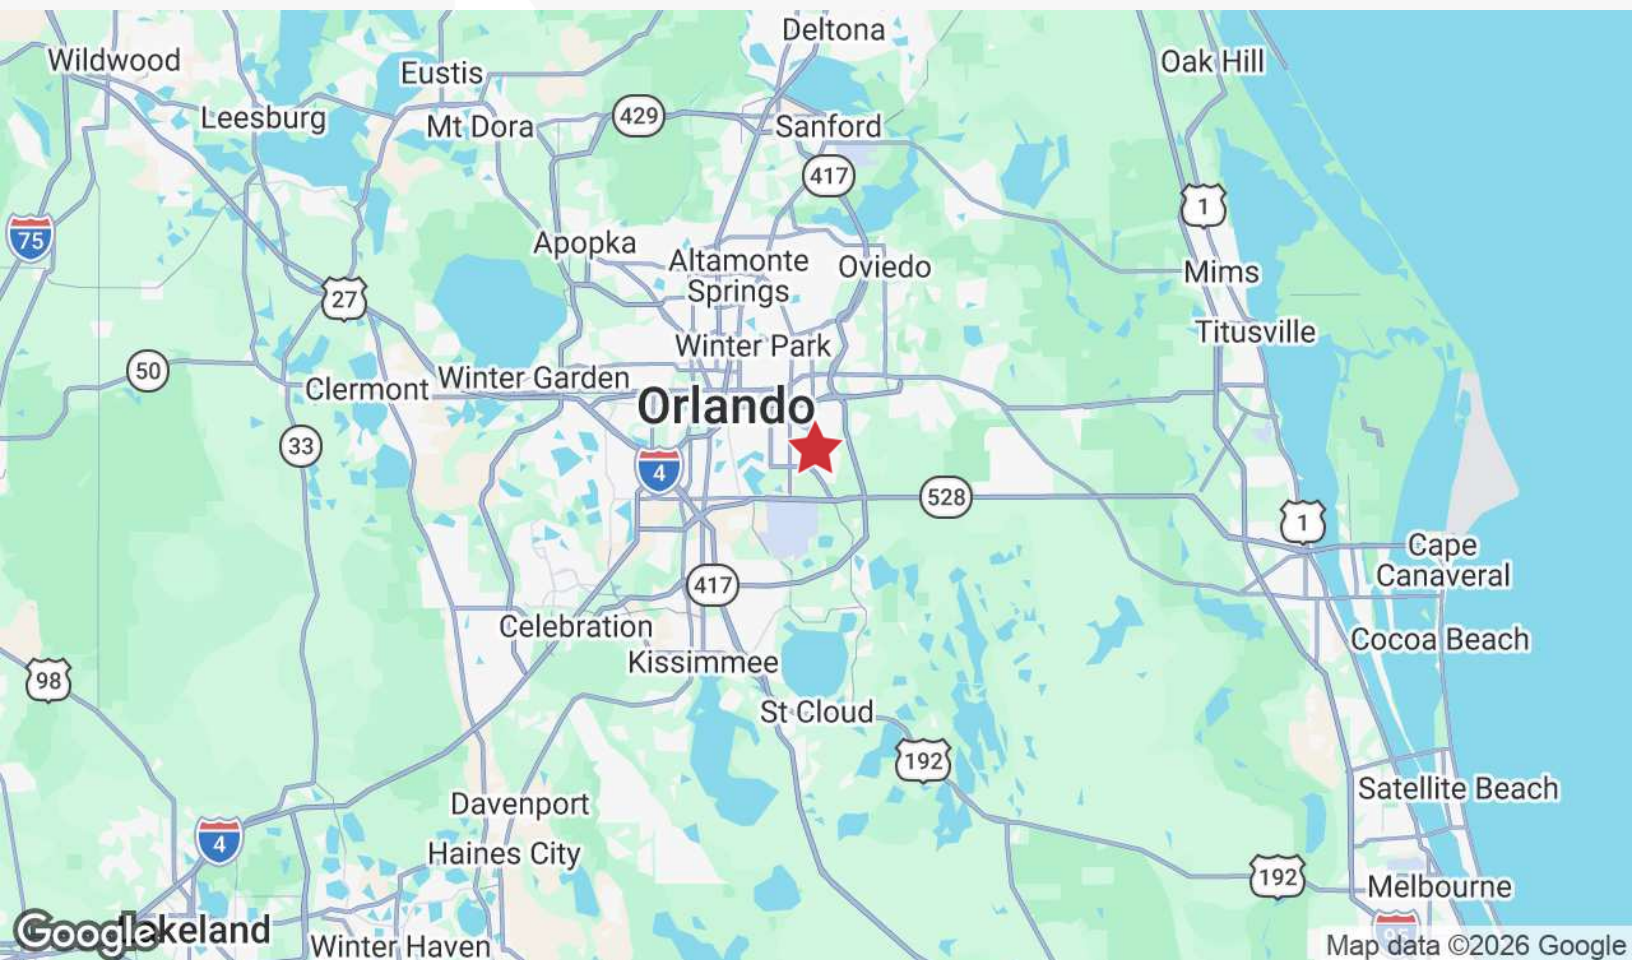 Deltona
Wildwood
Oak Hill
Eustis
Leesburg
429
Mt Dora
Sanford
417
1
75
Apopka
Altamonte
Springs
Oviedo
Mims
27
Titusville
Winter Park
50
Clermont
Winter Garden
Orlando
33
4
528
1
Cape
Canaveral
417
Celebration
Cocoa Beach
Kissimmee
98
St Cloud
192
Satellite Beach
Davenport
4
Haines City
192
Melbourne
95
Google
Lakeland
Winter Haven
Map data ©2026 Google